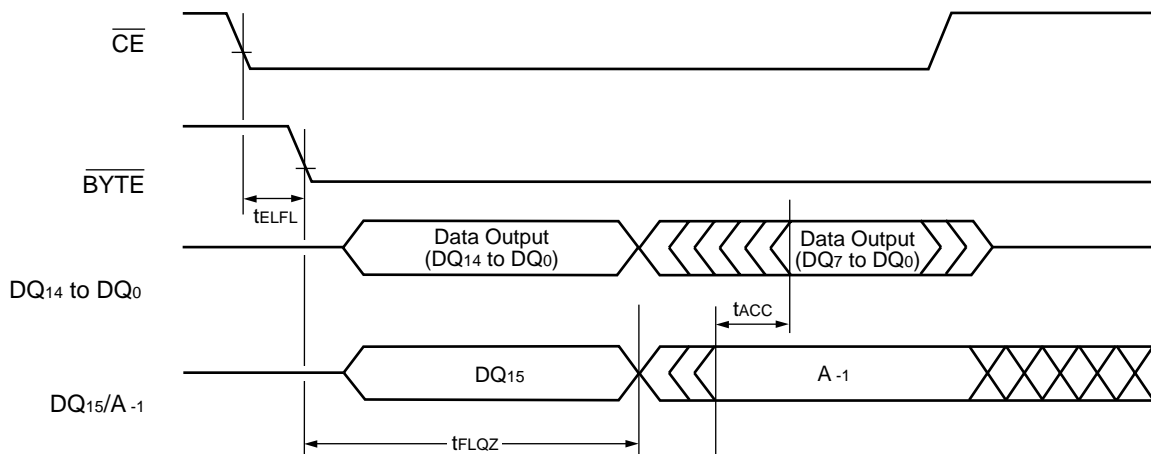 CE
BYTE
tELFL
Data Output
(DQ14 to DQ0)
Data Output
(DQ7 to DQ0)
DQ14 to DQ0
tACC
DQ15
A -1
DQ15/A -1
tFLQZ